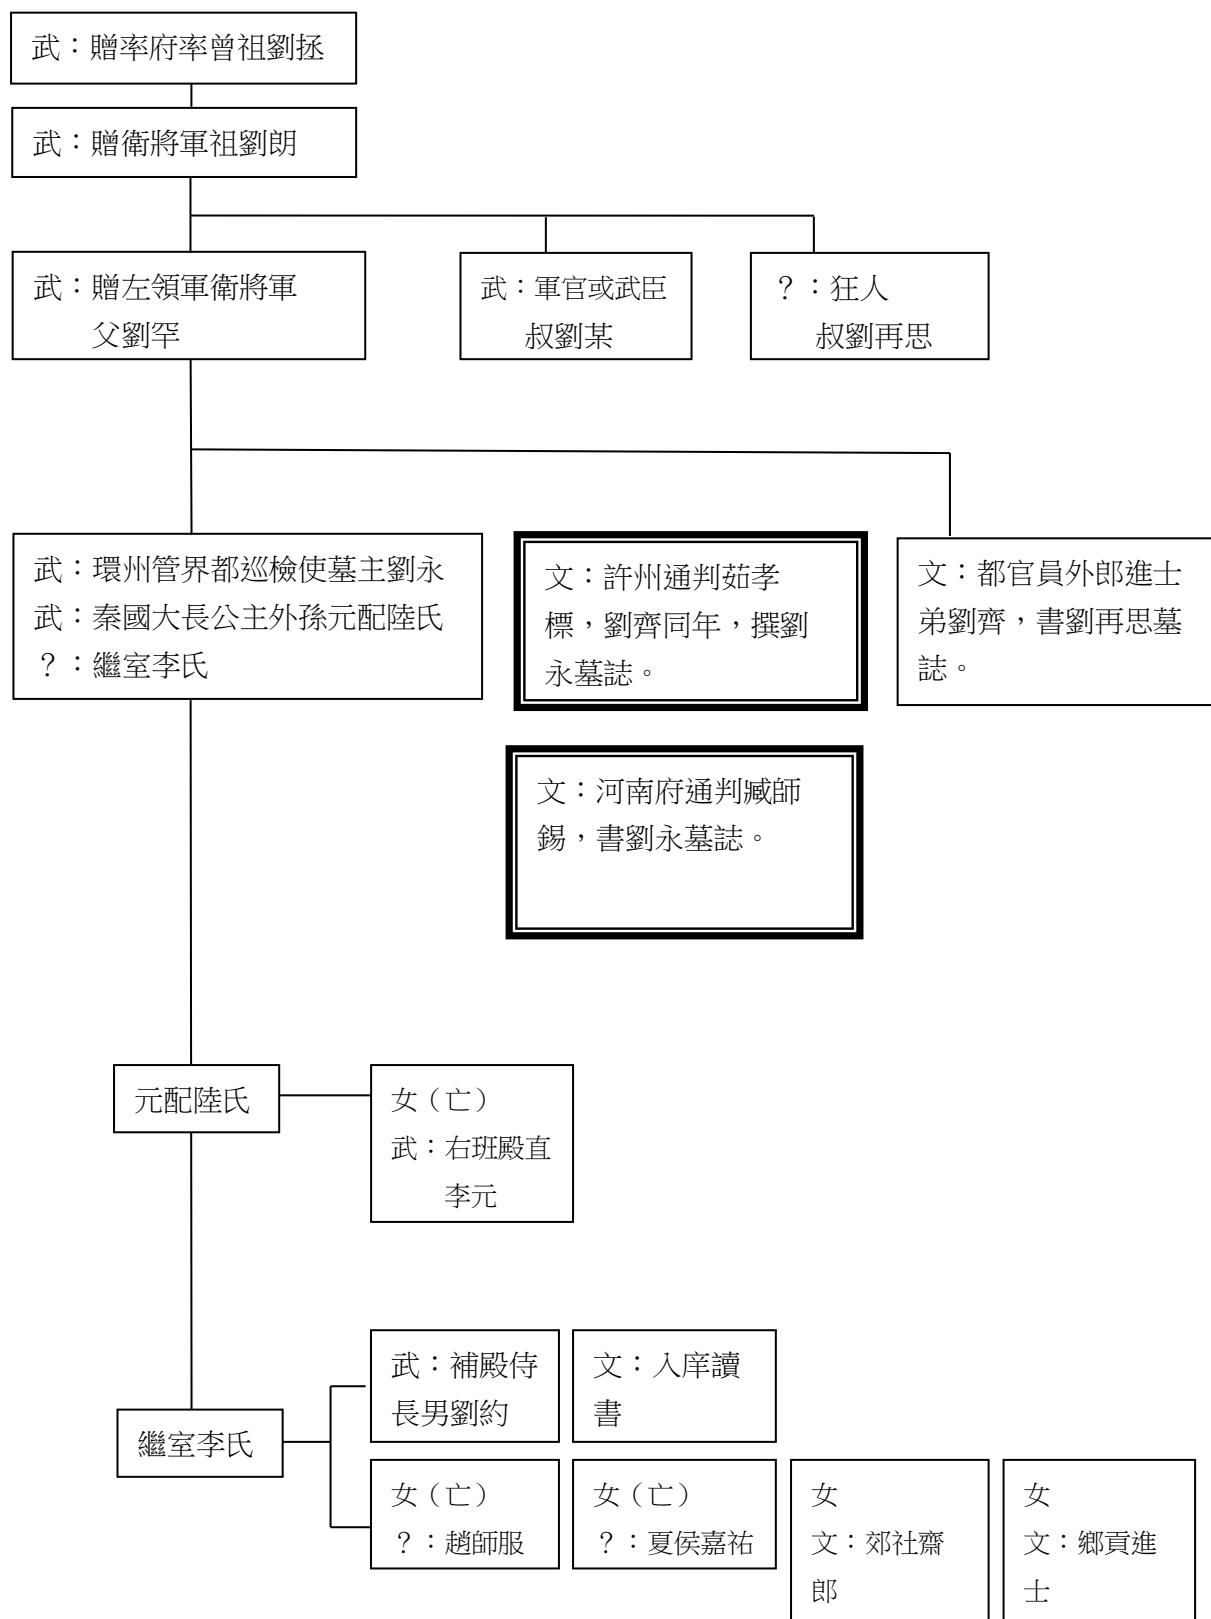 武：贈率府率曾祖劉拯
武：贈衛將軍祖劉朗
武：贈左領軍衛將軍
父劉罕
武：軍官或武臣
叔劉某
？：狂人
叔劉再思
武：環州管界都巡檢使墓主劉永
武：秦國大長公主外孫元配陸氏
？：繼室李氏
文：許州通判茹孝
標，劉齊同年，撰劉
永墓誌。
文：都官員外郎進士
弟劉齊，書劉再思墓
誌。
文：河南府通判臧師
錫，書劉永墓誌。
元配陸氏
女（亡）
武：右班殿直
李元
繼室李氏
武：補殿侍
長男劉約
文：入庠讀
書
女（亡）
？：趙師服
女（亡）
？：夏侯嘉祐
女
文：郊社齋
郎
女
文：鄉貢進
士